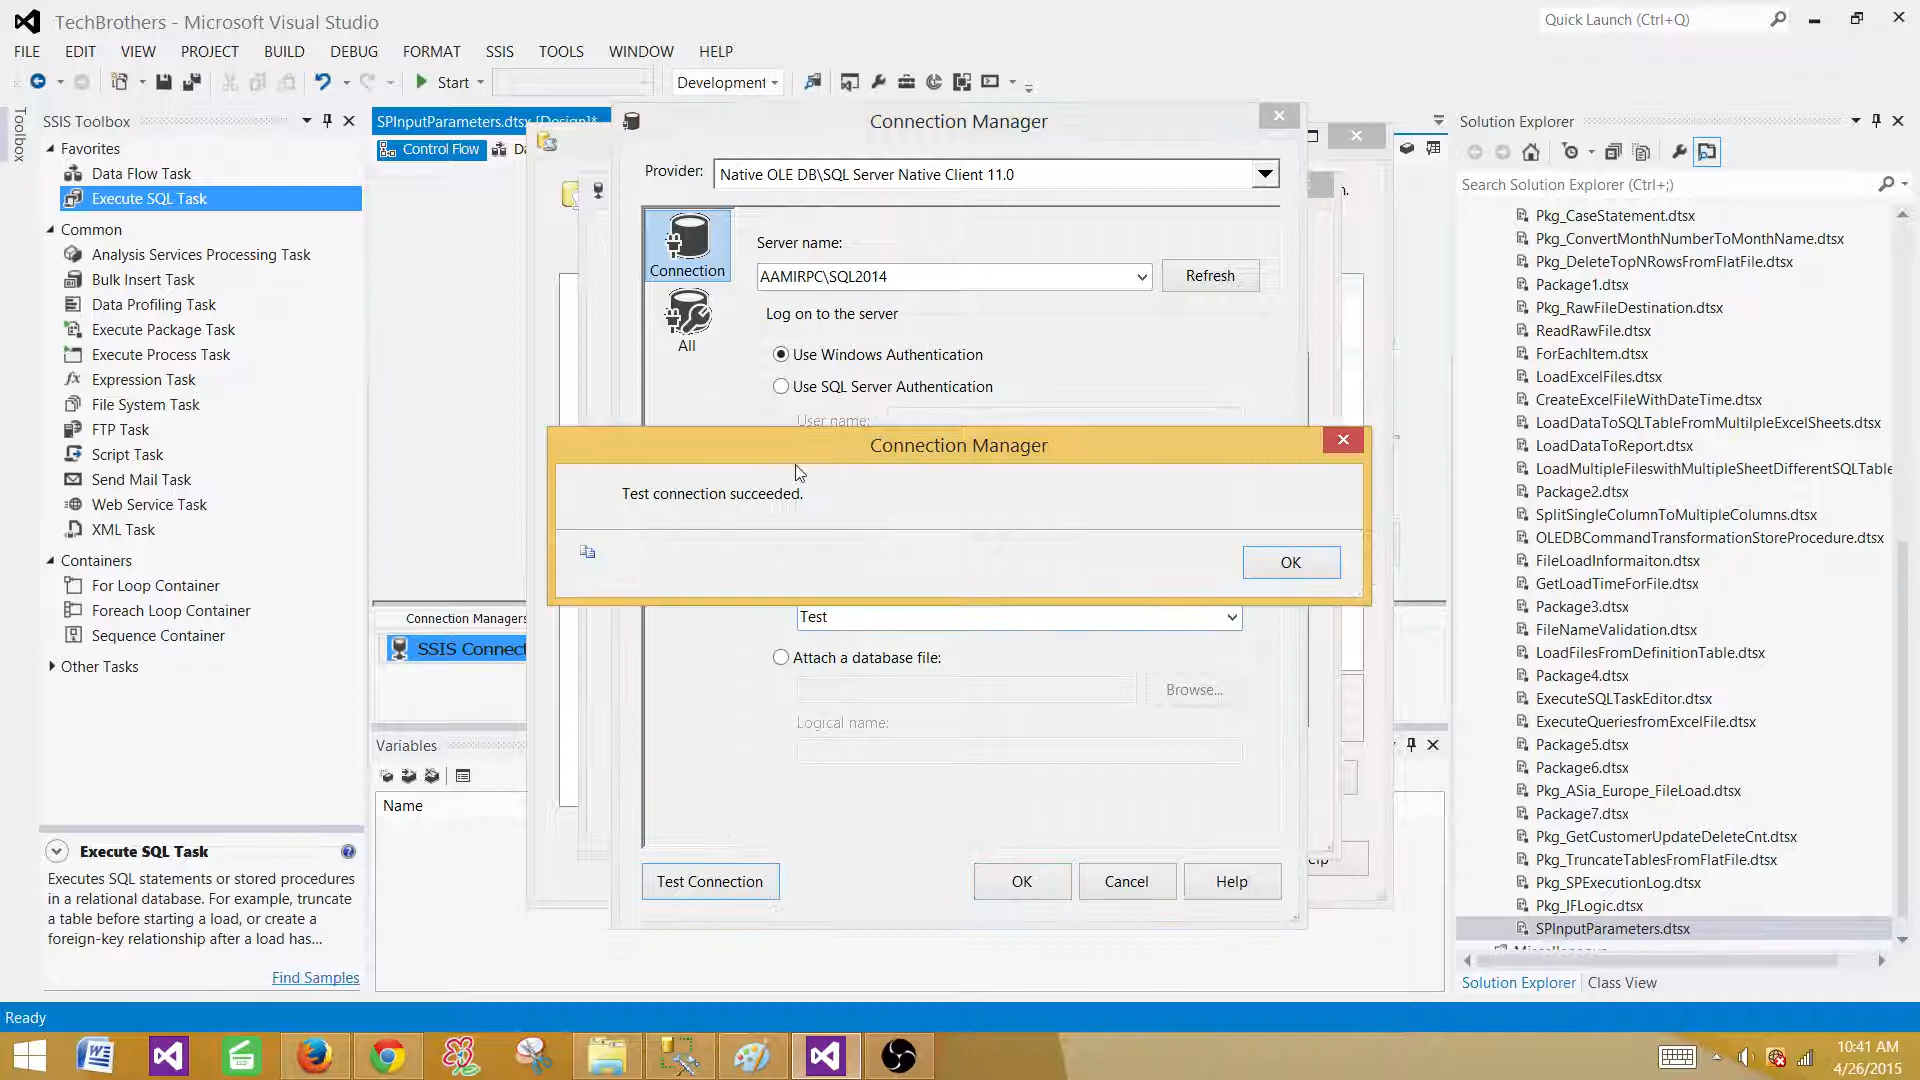 TechBrothers - Microsoft Visual Studio
Quick Launch (Ctrl+Q)
FILE EDIT VIEW PROJECT BUILD DEBUG FORMAT SSIS TOOLS WINDOW HELP
Start
Development
Toolbox
SSIS Toolbox
Favorites
Data Flow Task
Execute SQL Task
Common
Analysis Services Processing Task
Bulk Insert Task
Data Profiling Task
Execute Package Task
Execute Process Task
Expression Task
File System Task
FTP Task
Script Task
Send Mail Task
Web Service Task
XML Task
Containers
For Loop Container
Foreach Loop Container
Sequence Container
Other Tasks
Execute SQL Task
Executes SQL statements or stored procedures
in a relational database. For example, truncate
a table before starting a load, or create a
foreign-key relationship after a load has...
Find Samples
SPInputParameters.dtsx [Design]*
Control Flow
Connection Managers
SSIS Connect
Variables
Name
Connection Manager
Provider: Native OLE DB\SQL Server Native Client 11.0
Connection
All
Server name:
AAMIRPC\SQL2014
Refresh
Log on to the server
Use Windows Authentication
Use SQL Server Authentication
User name:
Connection Manager
Test connection succeeded.
OK
Test
Attach a database file:
Browse...
Logical name:
Test Connection OK Cancel Help
Solution Explorer
Search Solution Explorer (Ctrl+;)
Pkg_CaseStatement.dtsx
Pkg_ConvertMonthNumberToMonthName.dtsx
Pkg_DeleteTopNRowsFromFlatFile.dtsx
Package1.dtsx
Pkg_RawFileDestination.dtsx
ReadRawFile.dtsx
ForEachItem.dtsx
LoadExcelFiles.dtsx
CreateExcelFileWithDateTime.dtsx
LoadDataToSQLTableFromMultilpleExcelSheets.dtsx
LoadDataToReport.dtsx
LoadMultipleFileswithMultipleSheetDifferentSQLTable
Package2.dtsx
SplitSingleColumnToMultipleColumns.dtsx
OLEDBCommandTransformationStoreProcedure.dtsx
FileLoadInformaiton.dtsx
GetLoadTimeForFile.dtsx
Package3.dtsx
FileNameValidation.dtsx
LoadFilesFromDefinitionTable.dtsx
Package4.dtsx
ExecuteSQLTaskEditor.dtsx
ExecuteQueriesfromExcelFile.dtsx
Package5.dtsx
Package6.dtsx
Pkg_ASia_Europe_FileLoad.dtsx
Package7.dtsx
Pkg_GetCustomerUpdateDeleteCnt.dtsx
Pkg_TruncateTablesFromFlatFile.dtsx
Pkg_SPExecutionLog.dtsx
Pkg_IFLogic.dtsx
SPInputParameters.dtsx
Solution Explorer Class View
Ready
10:41 AM
4/26/2015